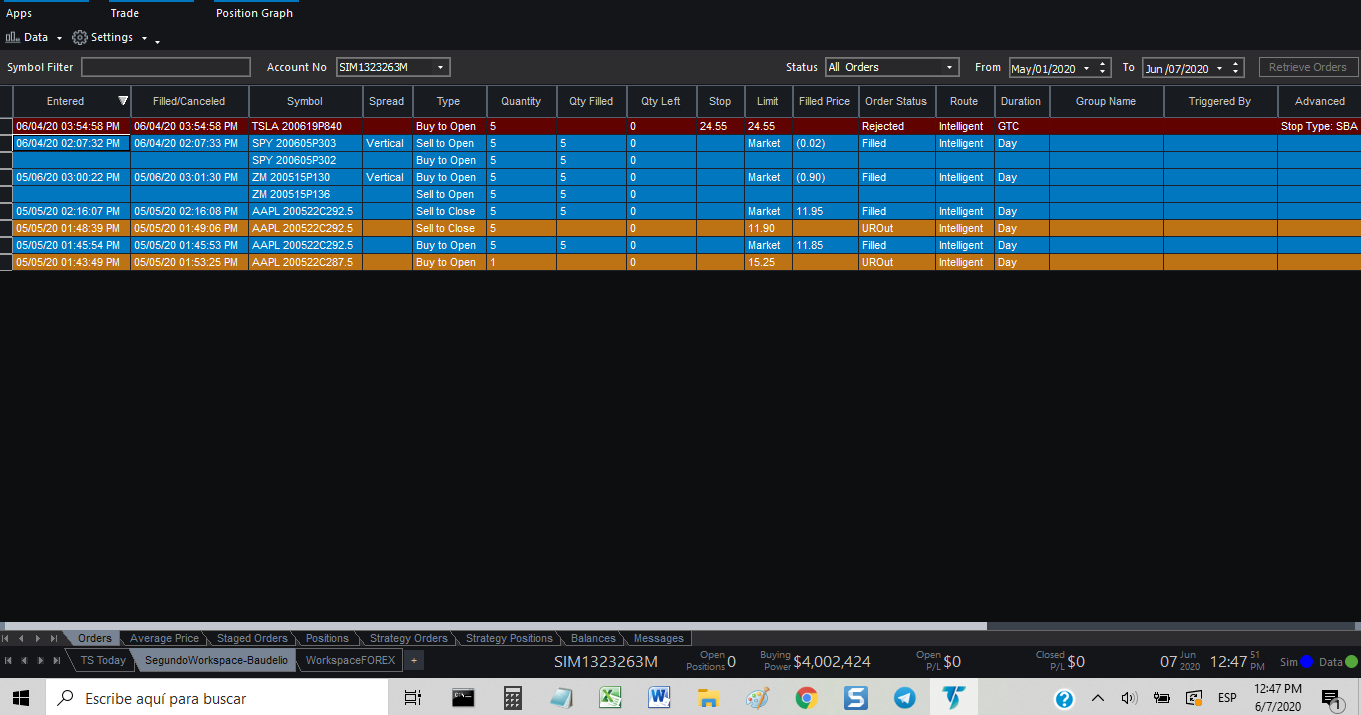 Apps Trade Position Graph
Data Settings
Symbol Filter Account No SIM1323263M Status All Orders From May/01/2020 To Jun /07/2020 Retrieve Orders
Entered Filled/Canceled Symbol Spread Type Quantity Qty Filled Qty Left Stop Limit Filled Price Order Status Route Duration Group Name Triggered By Advanced
06/04/20 03:54:58 PM 06/04/20 03:54:58 PM TSLA 200619P840 Buy to Open 5 0 24.55 24.55 Rejected Intelligent GTC Stop Type: SBA
06/04/20 02:07:32 PM 06/04/20 02:07:33 PM SPY 200605P303 Vertical Sell to Open 5 5 0 Market (0.02) Filled Intelligent Day
SPY 200605P302 Buy to Open 5 5 0
05/06/20 03:00:22 PM 05/06/20 03:01:30 PM ZM 200515P130 Vertical Buy to Open 5 5 0 Market (0.90) Filled Intelligent Day
ZM 200515P136 Sell to Open 5 5 0
05/05/20 02:16:07 PM 05/05/20 02:16:08 PM AAPL 200522C292.5 Sell to Close 5 5 0 Market 11.95 Filled Intelligent Day
05/05/20 01:48:39 PM 05/05/20 01:49:06 PM AAPL 200522C292.5 Sell to Close 5 0 11.90 UROut Intelligent Day
05/05/20 01:45:54 PM 05/05/20 01:45:53 PM AAPL 200522C292.5 Buy to Open 5 5 0 Market 11.85 Filled Intelligent Day
05/05/20 01:43:49 PM 05/05/20 01:53:25 PM AAPL 200522C287.5 Buy to Open 1 0 15.25 UROut Intelligent Day
Orders Average Price Staged Orders Positions Strategy Orders Strategy Positions Balances Messages
TS Today SegundoWorkspace-Baudelio WorkspaceFOREX + SIM1323263M Open Positions 0 Buying Power $4,002,424 Open P/L $0 Closed P/L $0 07 Jun 2020 12:47 51 PM Sim Data
Escribe aquí para buscar ESP 12:47 PM
6/7/2020 1